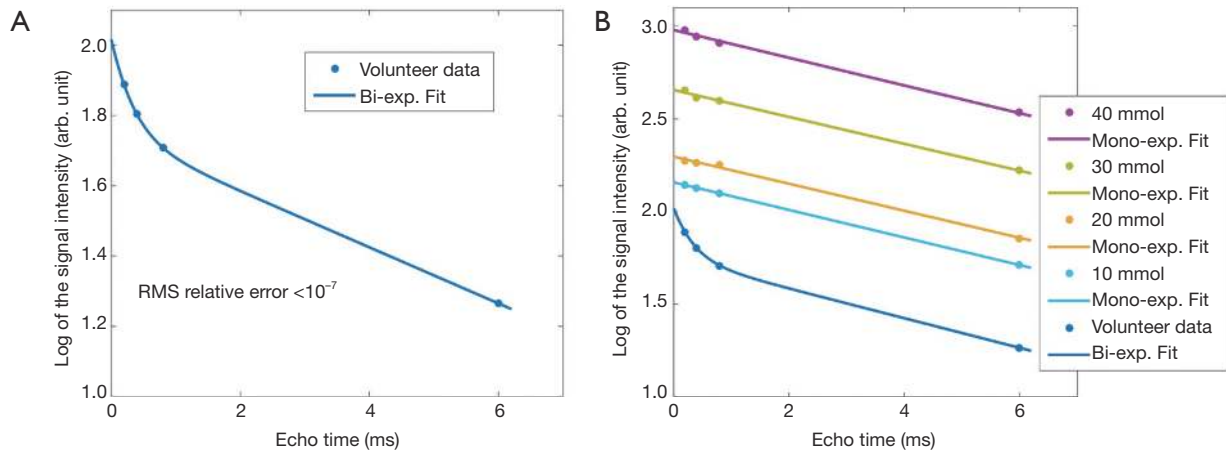 A
Log of the signal intensity (arb. unit)
2.0
1.8
1.6
1.4
1.2
1.0
Volunteer data
Bi-exp. Fit
RMS relative error <10⁻⁷
0
2
4
6
Echo time (ms)
B
Log of the signal intensity (arb. unit)
3.0
2.5
2.0
1.5
1.0
0
2
4
6
Echo time (ms)
40 mmol
Mono-exp. Fit
30 mmol
Mono-exp. Fit
20 mmol
Mono-exp. Fit
10 mmol
Mono-exp. Fit
Volunteer data
Bi-exp. Fit